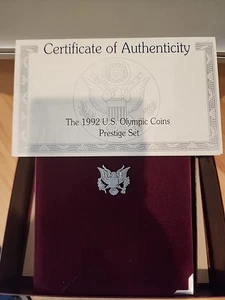 Certificate of Authenticity
The 1992 U.S. Olympic Coins
Prestige Set